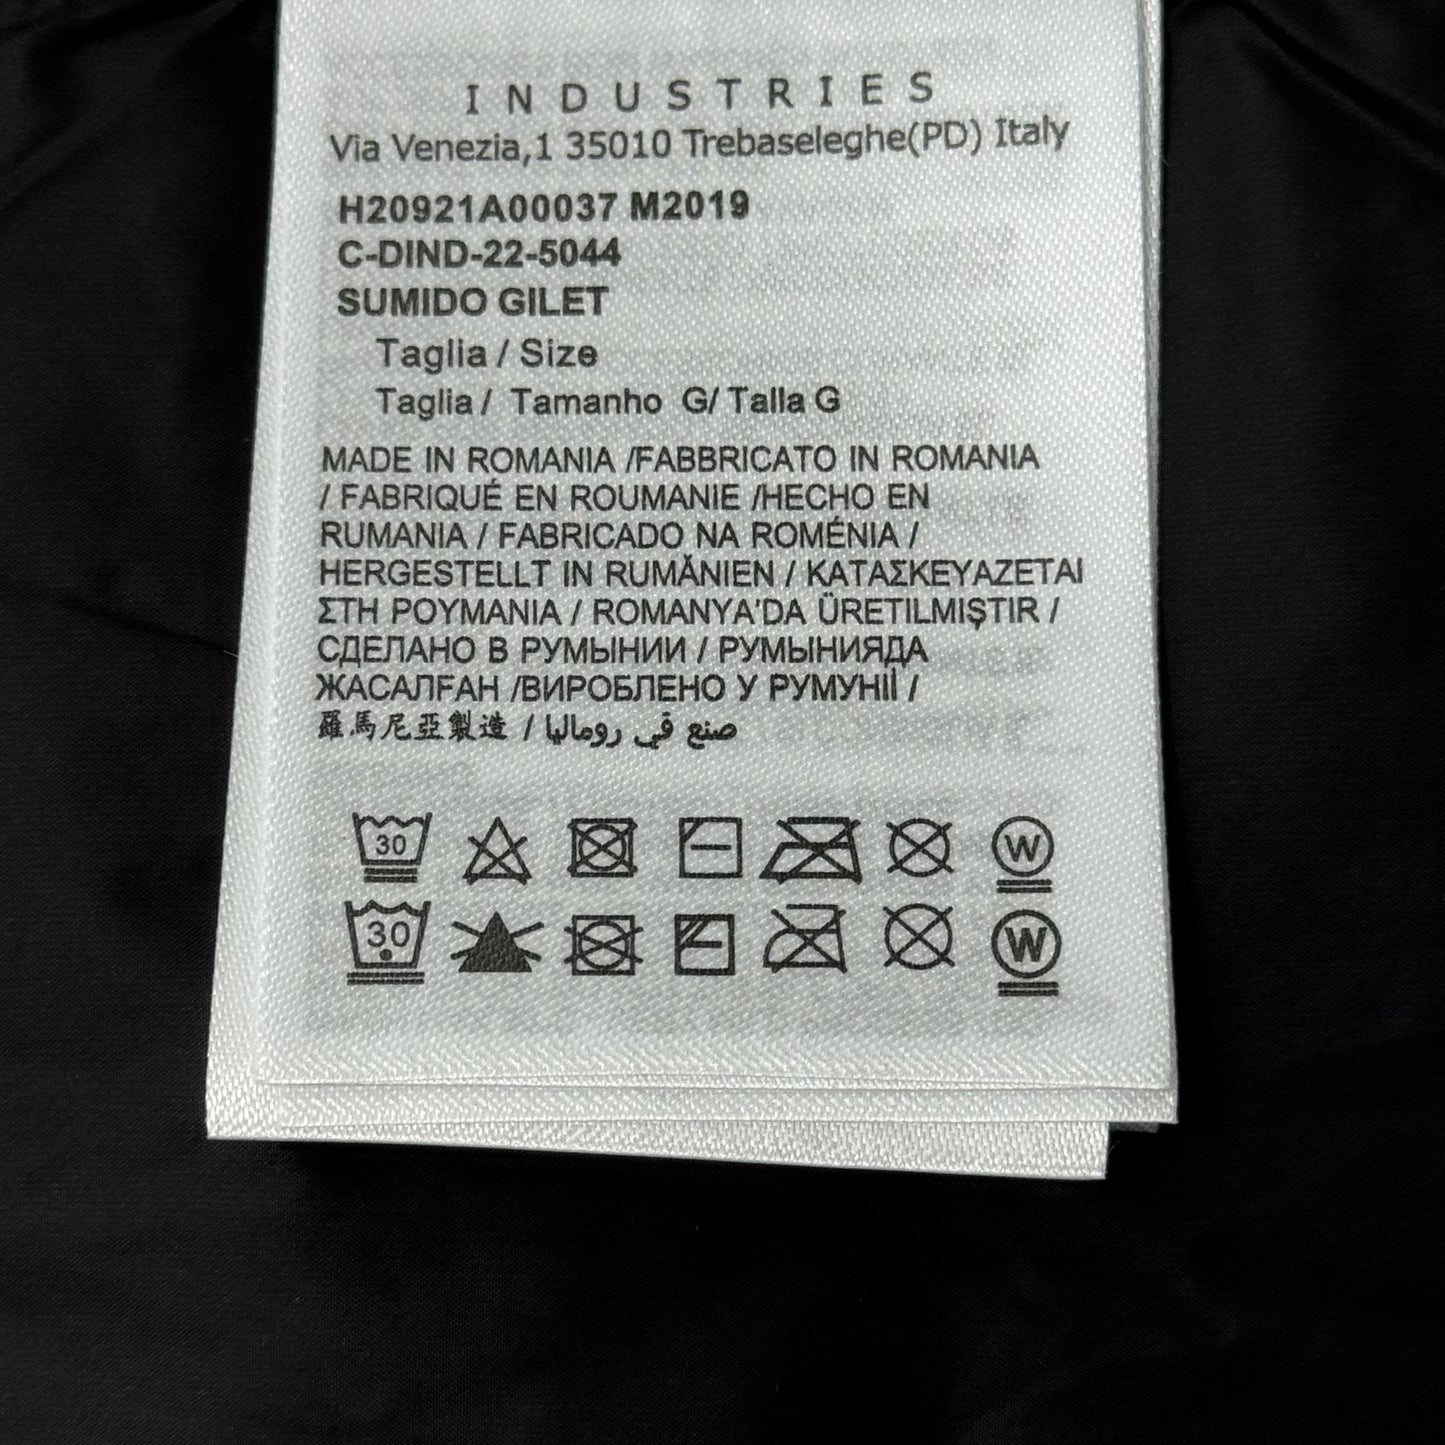 INDUSTRIES
Via Venezia,1 35010 Trebaseleghe(PD) Italy
H20921A00037 M2019
C-DIND-22-5044
SUMIDO GILET
Taglia / Size
Taglia / Tamanho G/ Talla G
MADE IN ROMANIA /FABBRICATO IN ROMANIA
/ FABRIQUÉ EN ROUMANIE /HECHO EN
RUMANIA / FABRICADO NA ROMÉNIA /
HERGESTELLT IN RUMĂNIEN / ΚΑΤΑΣΚΕΥΑΖΕΤΑΙ
ΣΤΗ ΡΟΥΜΑΝΙΑ / ROMANYA'DA ÜRETILMIŞTIR /
СДЕЛАНО В РУМЫНИИ / РУМЫНИЯДА
ЖАСАЛҒАН /ВИРОБЛЕНО У РУМУНІЇ /
羅馬尼亞製造 / صنع في روماليا
30 W
30 W